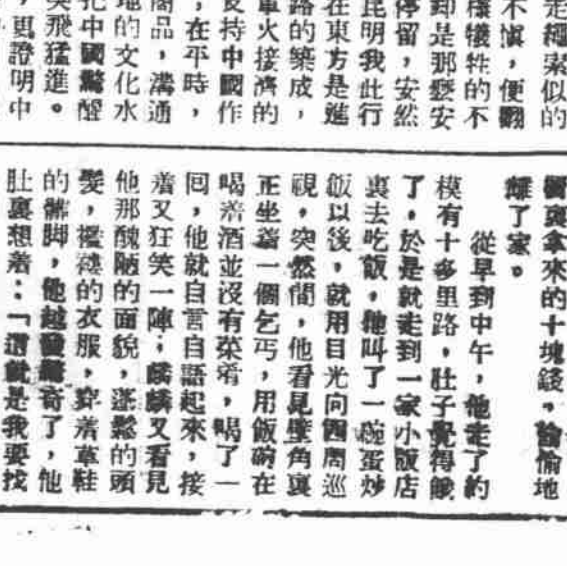 走繩索似的
不愼,便翻
樣犧牲的不
却是那麽安
停留,安然
昆明我此行
在東方是進
路的築成,
軍火接濟的
支持中國作
,在平時,
商品,溝通
地的文化水
把中國驚醒
突飛猛進。
,更證明中
裏拿來的十塊錢,偷偷地
離了家。
從早到中午,他走了約
模有十多里路,肚子覺得餓
了,於是就走到一家小飯店
裏去吃飯,他叫了一碗蛋炒
飯以後,就用目光向四周巡
視,突然間,他看見壁角裏
正坐着一個乞丐,用飯碗在
喝着酒並沒有菜肴,喝了一
回,他就自言自語起來,接
着又狂笑一陣;麟麟又看見
他那醜陋的面貌,蓬鬆的頭
髮,襤褸的衣服,穿着草鞋
的髒脚,他越發驚奇了,他
肚裏想着:「這就是我要找